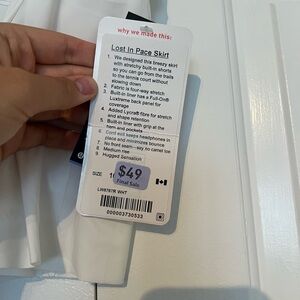 why we made this:
Lost In Pace Skirt
1. We designed this breezy skirt
with stretchy built-in shorts
so you can go from the trails
to the tennis court without
slowing down
2. Fabric is four-way stretch
3. Built-in liner has a Full-On®
Luxtreme back panel for
coverage
4. Added Lycra® fibre for stretch
and shape retention
5. Built-in liner with grip at the
hem and pockets
6. Cord exit keeps headphones in
place and minimizes bounce
7. No front seam - say no camel toe
8. Medium rise
9. Hugged Sensation
$49
Final Sale
SIZE
LW8787R WHT
000003730533